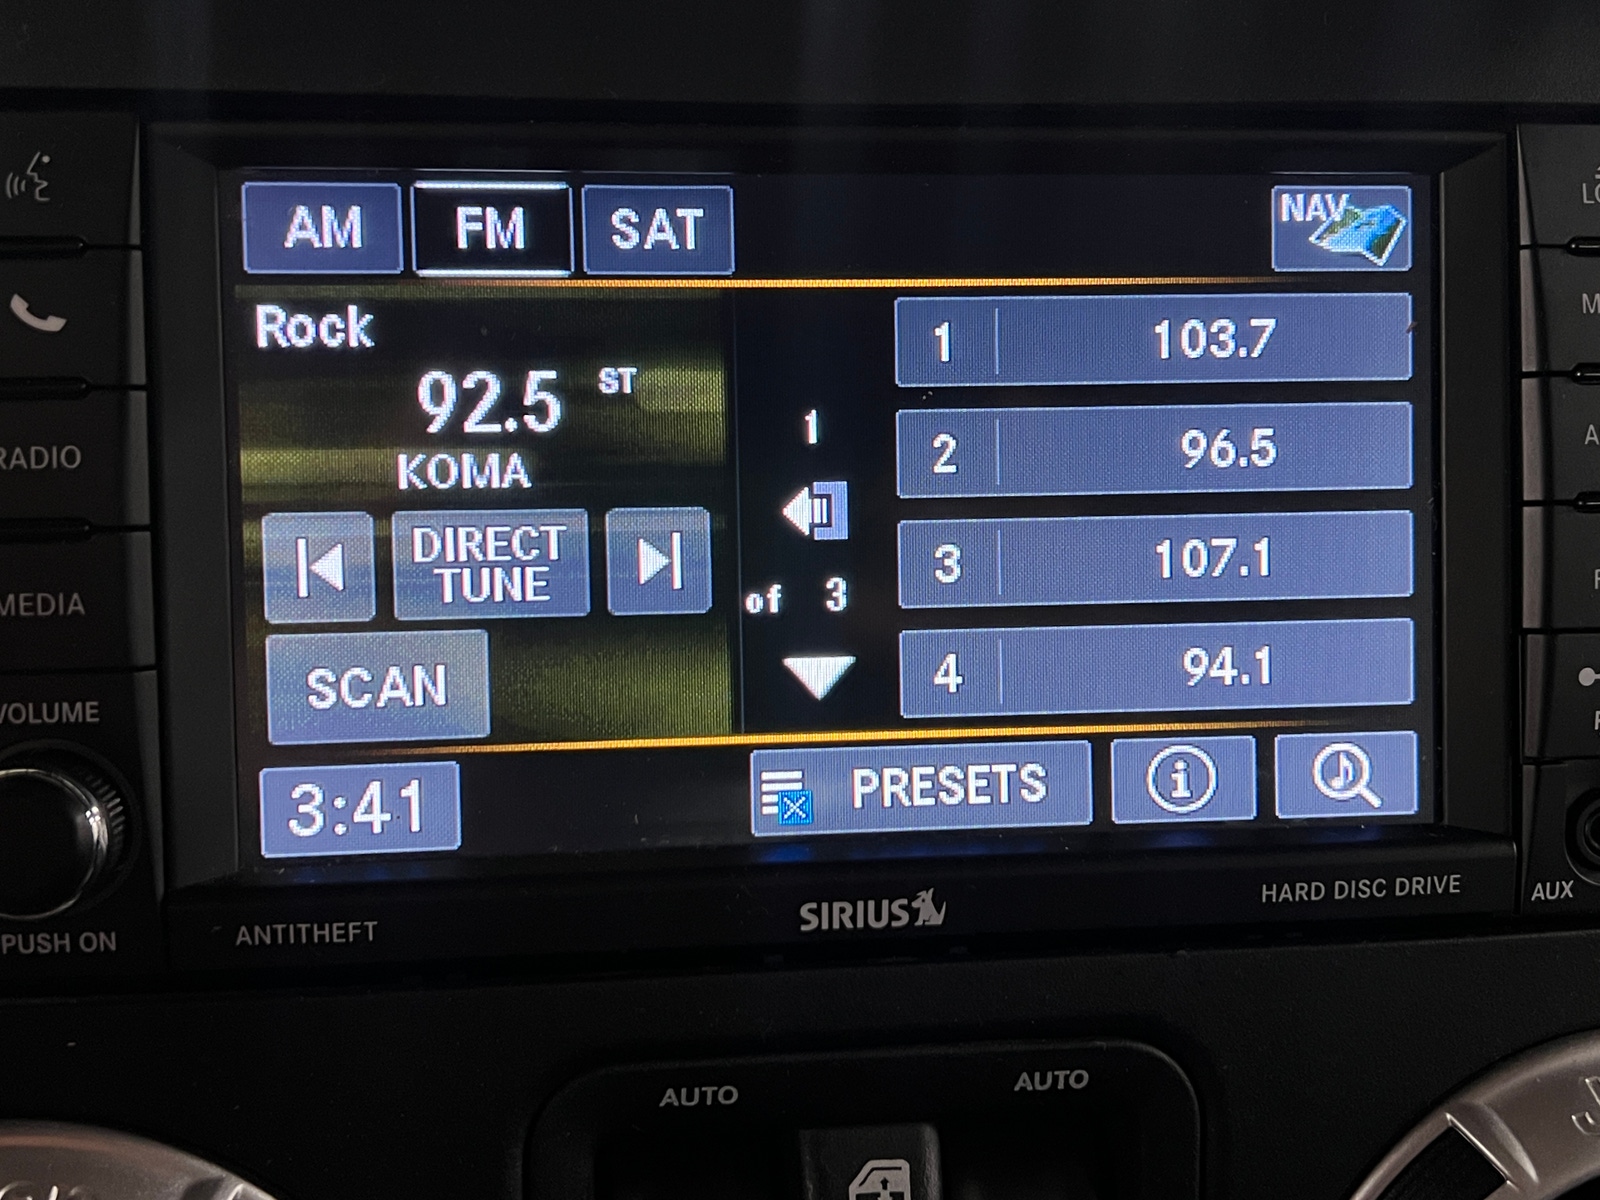 AM FM SAT NAV
Rock
92.5 ST
KOMA
DIRECT
TUNE
SCAN
1
of 3
1 103.7
2 96.5
3 107.1
4 94.1
3:41 PRESETS
RADIO
MEDIA
VOLUME
PUSH ON
ANTITHEFT
SIRIUS
HARD DISC DRIVE
AUX
AUTO AUTO